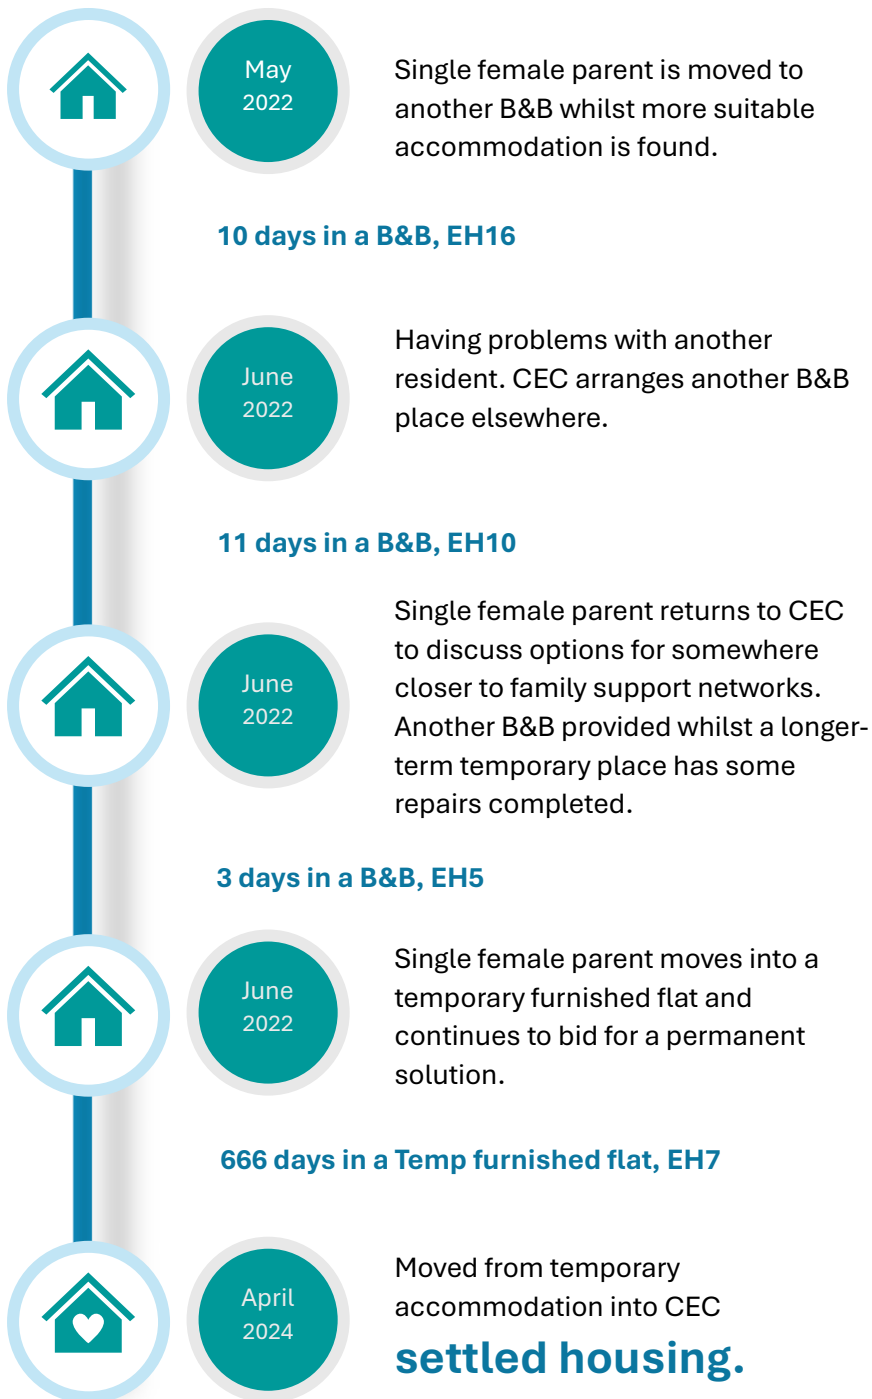 May
2022
Single female parent is moved to
another B&B whilst more suitable
accommodation is found.
10 days in a B&B, EH16
June
2022
Having problems with another
resident. CEC arranges another B&B
place elsewhere.
11 days in a B&B, EH10
June
2022
Single female parent returns to CEC
to discuss options for somewhere
closer to family support networks.
Another B&B provided whilst a longer-
term temporary place has some
repairs completed.
3 days in a B&B, EH5
June
2022
Single female parent moves into a
temporary furnished flat and
continues to bid for a permanent
solution.
666 days in a Temp furnished flat, EH7
April
2024
Moved from temporary
accommodation into CEC
settled housing.